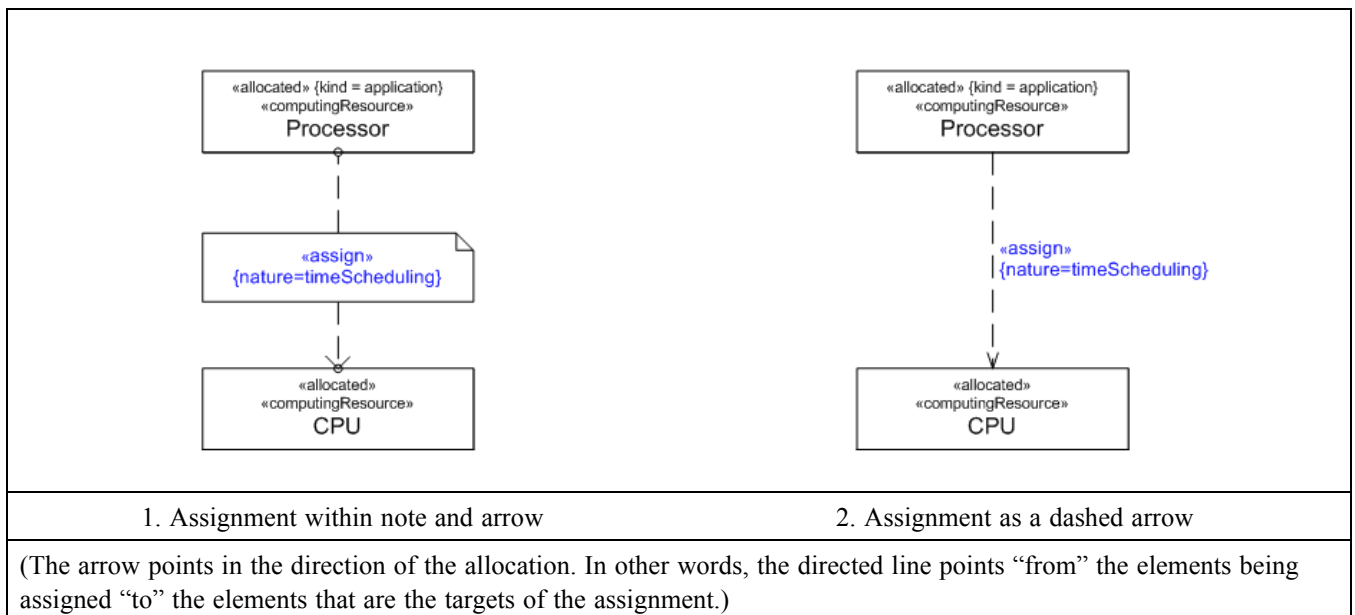 «allocated» {kind = application}
«computingResource»
Processor
«assign»
{nature=timeScheduling}
«allocated»
«computingResource»
CPU
«allocated» {kind = application}
«computingResource»
Processor
«assign»
{nature=timeScheduling}
«allocated»
«computingResource»
CPU
1. Assignment within note and arrow
2. Assignment as a dashed arrow
(The arrow points in the direction of the allocation. In other words, the directed line points “from” the elements being
assigned “to” the elements that are the targets of the assignment.)